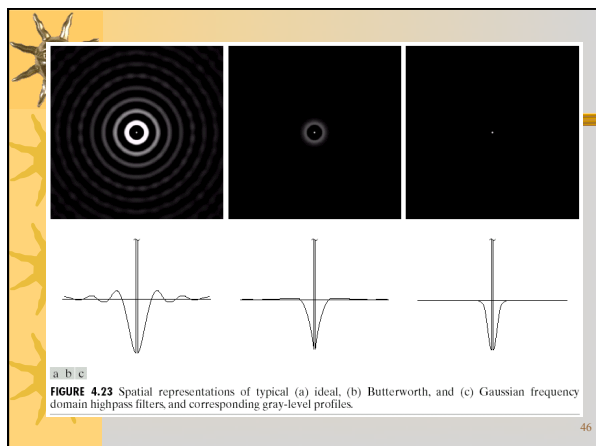 a b c
FIGURE 4.23 Spatial representations of typical (a) ideal, (b) Butterworth, and (c) Gaussian frequency
domain highpass filters, and corresponding gray-level profiles.
46